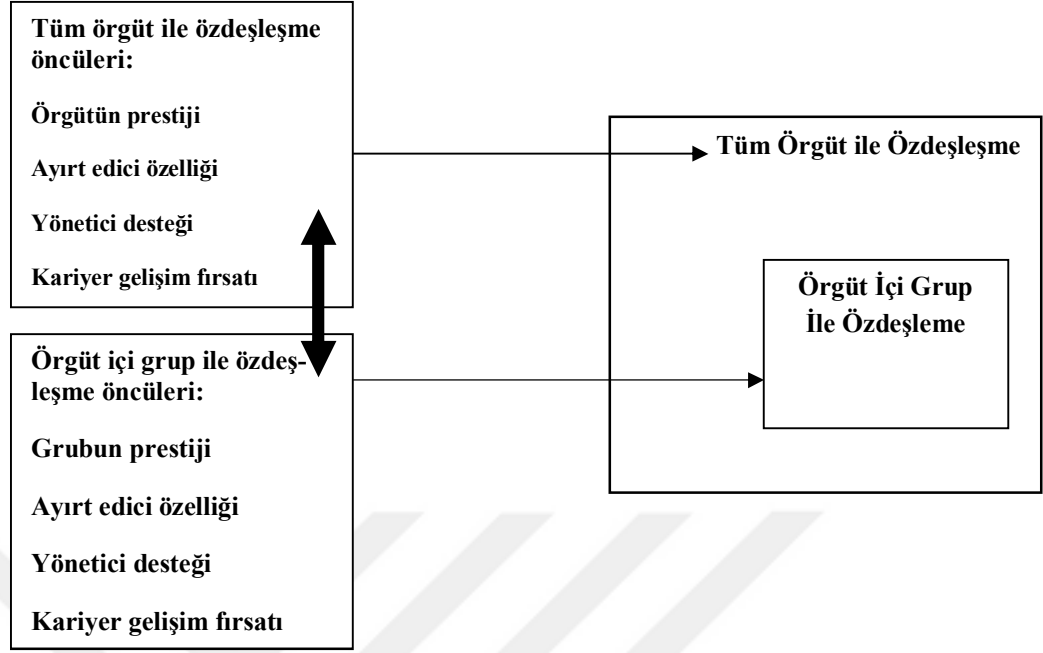 Tüm örgüt ile özdeşleşme
öncüleri:
Örgütün prestiji
Ayırt edici özelliği
Yönetici desteği
Kariyer gelişim fırsatı
Örgüt içi grup ile özdeş-
leşme öncüleri:
Grubun prestiji
Ayırt edici özelliği
Yönetici desteği
Kariyer gelişim fırsatı
Tüm Örgüt ile Özdeşleşme
Örgüt İçi Grup
İle Özdeşleme